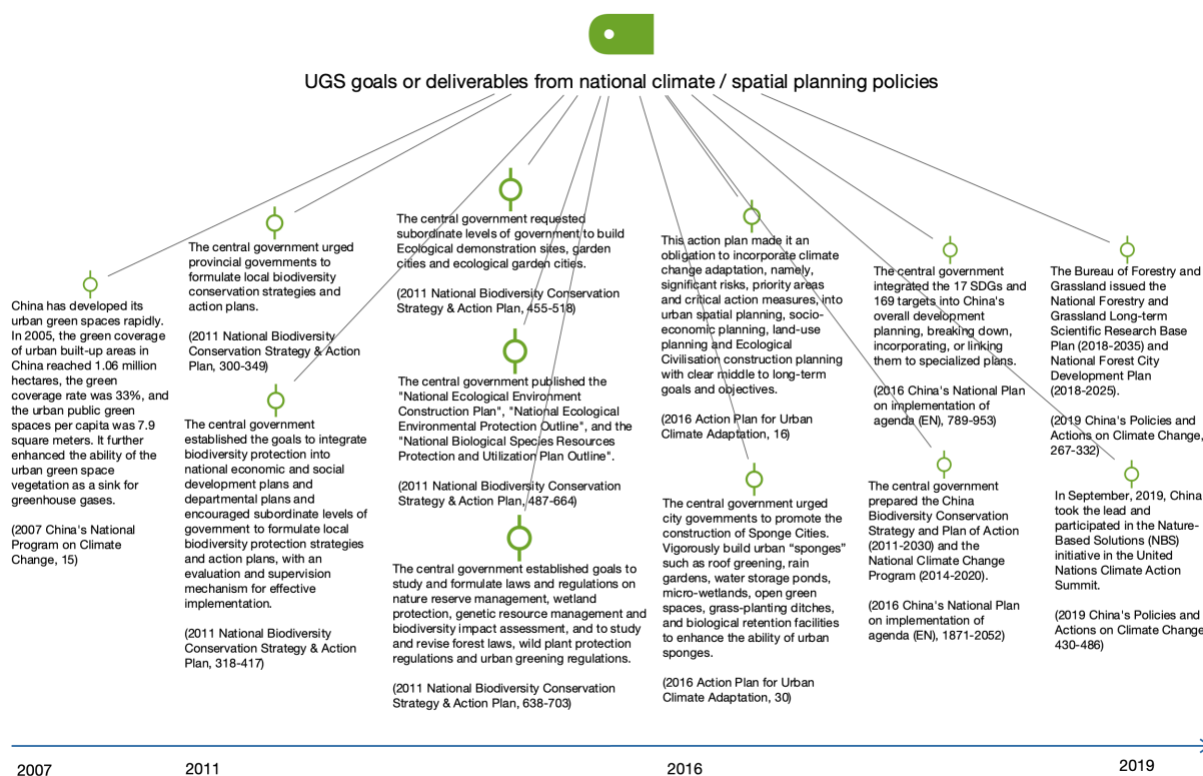 UGS goals or deliverables from national climate / spatial planning policies
China has developed its
urban green spaces rapidly.
In 2005, the green coverage
of urban built-up areas in
China reached 1.06 million
hectares, the green
coverage rate was 33%, and
the urban public green
spaces per capita was 7.9
square meters. It further
enhanced the ability of the
urban green space
vegetation as a sink for
greenhouse gases.
(2007 China's National
Program on Climate
Change, 15)
The central government urged
provincial governments to
formulate local biodiversity
conservation strategies and
action plans.
(2011 National Biodiversity
Conservation Strategy & Action
Plan, 300-349)
The central government
established the goals to integrate
biodiversity protection into
national economic and social
development plans and
departmental plans and
encouraged subordinate levels of
government to formulate local
biodiversity protection strategies
and action plans, with an
evaluation and supervision
mechanism for effective
implementation.
(2011 National Biodiversity
Conservation Strategy & Action
Plan, 318-417)
The central government requested
subordinate levels of government to build
Ecological demonstration sites, garden
cities and ecological garden cities.
(2011 National Biodiversity Conservation
Strategy & Action Plan, 455-518)
The central government published the
"National Ecological Environment
Construction Plan", "National Ecological
Environmental Protection Outline", and the
"National Biological Species Resources
Protection and Utilization Plan Outline".
(2011 National Biodiversity Conservation
Strategy & Action Plan, 487-664)
The central government established goals to
study and formulate laws and regulations on
nature reserve management, wetland
protection, genetic resource management and
biodiversity impact assessment, and to study
and revise forest laws, wild plant protection
regulations and urban greening regulations.
(2011 National Biodiversity Conservation
Strategy & Action Plan, 638-703)
This action plan made it an
obligation to incorporate climate
change adaptation, namely,
significant risks, priority areas
and critical action measures, into
urban spatial planning, socio-
economic planning, land-use
planning and Ecological
Civilisation construction planning
with clear middle to long-term
goals and objectives.
(2016 Action Plan for Urban
Climate Adaptation, 16)
The central government urged
city governments to promote the
construction of Sponge Cities.
Vigorously build urban “sponges”
such as roof greening, rain
gardens, water storage ponds,
micro-wetlands, open green
spaces, grass-planting ditches,
and biological retention facilities
to enhance the ability of urban
sponges.
(2016 Action Plan for Urban
Climate Adaptation, 30)
The central government
integrated the 17 SDGs and
169 targets into China's
overall development
planning, breaking down,
incorporating, or linking
them to specialized plans.
(2016 China's National Plan
on implementation of
agenda (EN), 789-953)
The central government
prepared the China
Biodiversity Conservation
Strategy and Plan of Action
(2011-2030) and the
National Climate Change
Program (2014-2020).
(2016 China's National Plan
on implementation of
agenda (EN), 1871-2052)
The Bureau of Forestry and
Grassland issued the
National Forestry and
Grassland Long-term
Scientific Research Base
Plan (2018-2035) and
National Forest City
Development Plan
(2018-2025).
(2019 China's Policies and
Actions on Climate Change,
267-332)
In September, 2019, China
took the lead and
participated in the Nature-
Based Solutions (NBS)
initiative in the United
Nations Climate Action
Summit.
(2019 China's Policies and
Actions on Climate Change
430-486)
2007
2011
2016
2019